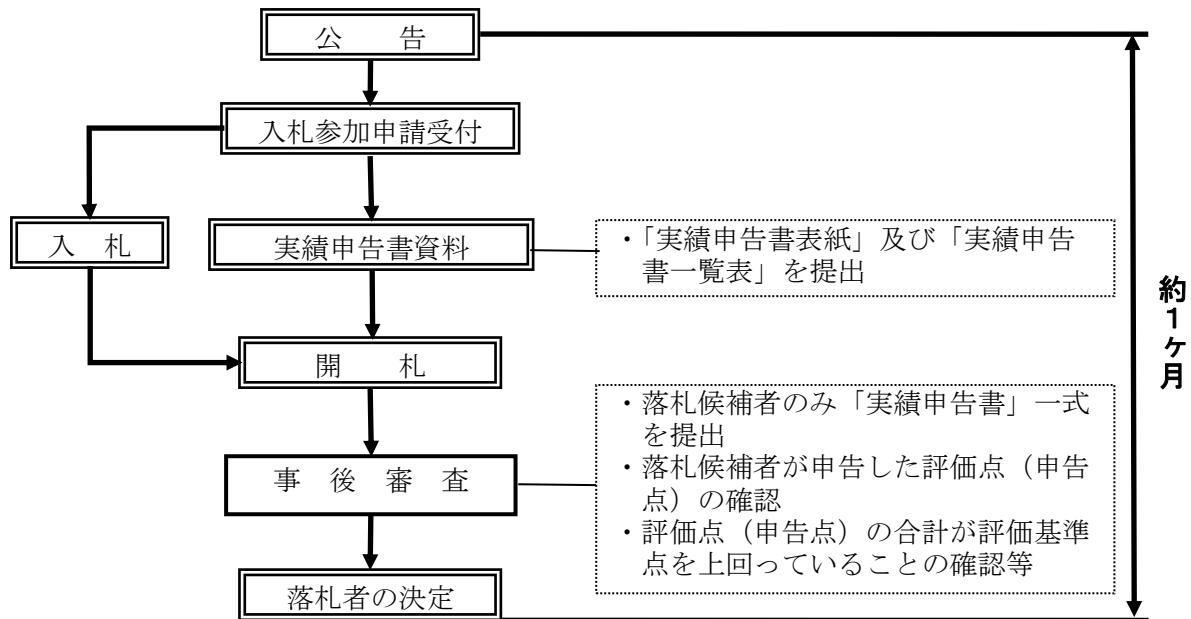 公　　告
入札参加申請受付
入　札
実績申告書資料
・「実績申告書表紙」及び「実績申告
書一覧表」を提出
開　　札
・落札候補者のみ「実績申告書」一式
を提出
・落札候補者が申告した評価点（申告
点）の確認
・評価点（申告点）の合計が評価基準
点を上回っていることの確認等
事　後　審　査
落札者の決定
約１ヶ月